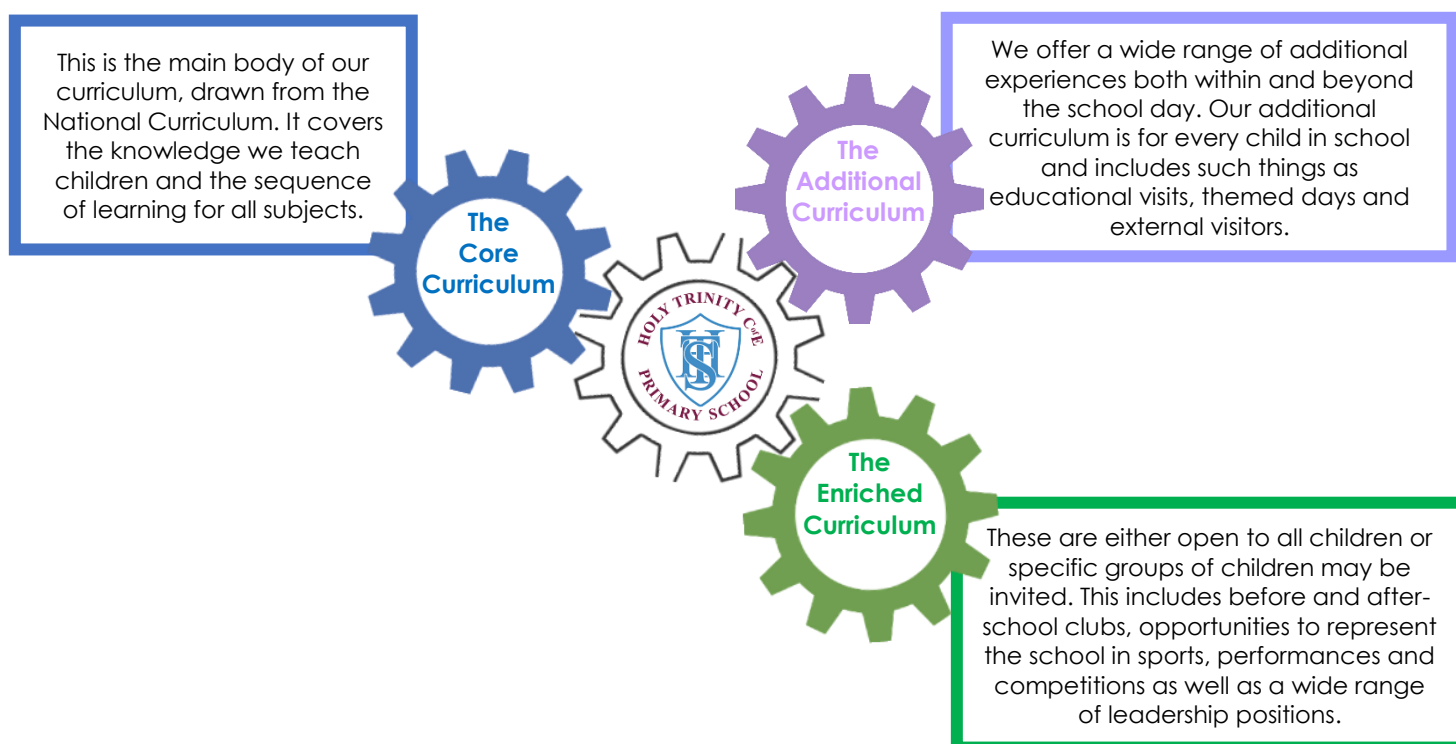 This is the main body of our
curriculum, drawn from the
National Curriculum. It covers
the knowledge we teach
children and the sequence
of learning for all subjects.
The
Core
Curriculum
We offer a wide range of additional
experiences both within and beyond
the school day. Our additional
curriculum is for every child in school
and includes such things as
educational visits, themed days and
external visitors.
The
Additional
Curriculum
HOLY TRINITY CofE
PRIMARY SCHOOL
The
Enriched
Curriculum
These are either open to all children or
specific groups of children may be
invited. This includes before and after-
school clubs, opportunities to represent
the school in sports, performances and
competitions as well as a wide range
of leadership positions.